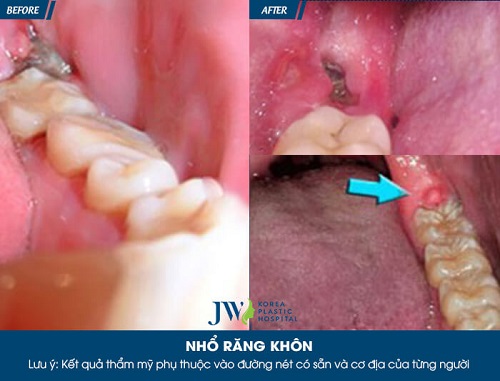 BEFORE
AFTER
JW KOREA PLASTIC HOSPITAL
NHỔ RĂNG KHÔN
Lưu ý: Kết quả thẩm mỹ phụ thuộc vào đường nét có sẵn và cơ địa của từng người